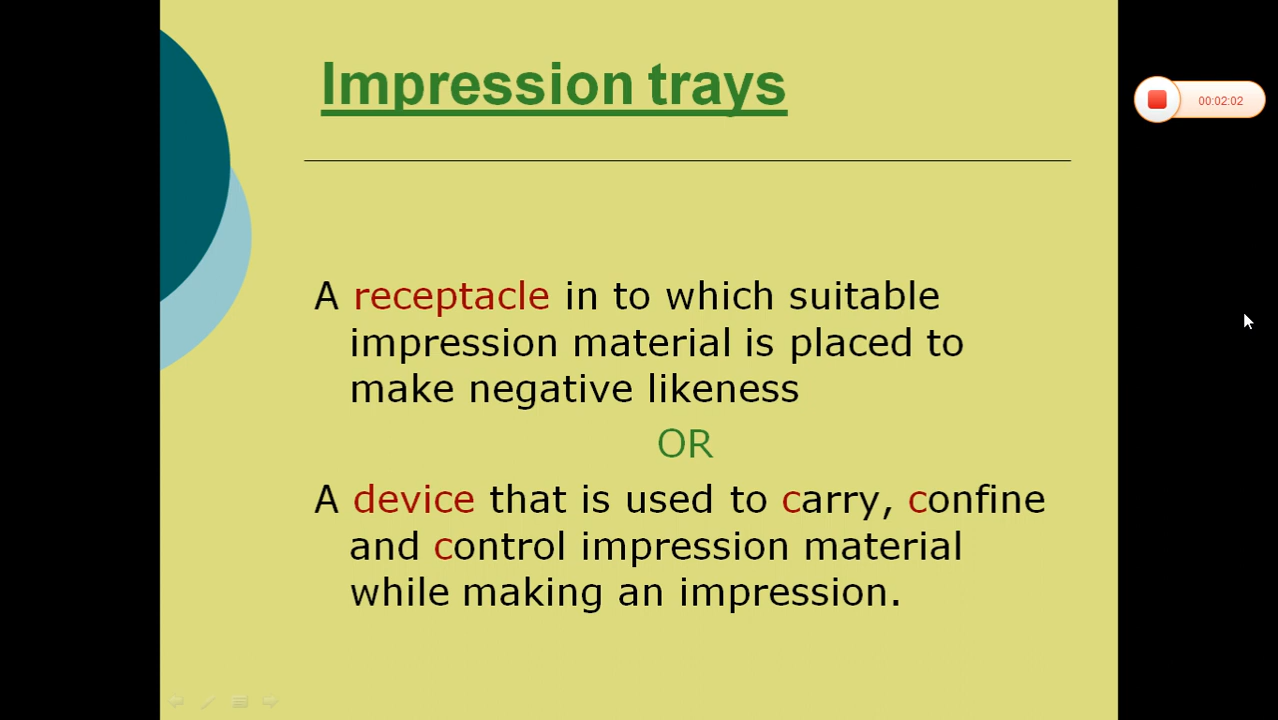 Impression trays
00:02:02
A receptacle in to which suitable
impression material is placed to
make negative likeness
OR
A device that is used to carry, confine
and control impression material
while making an impression.